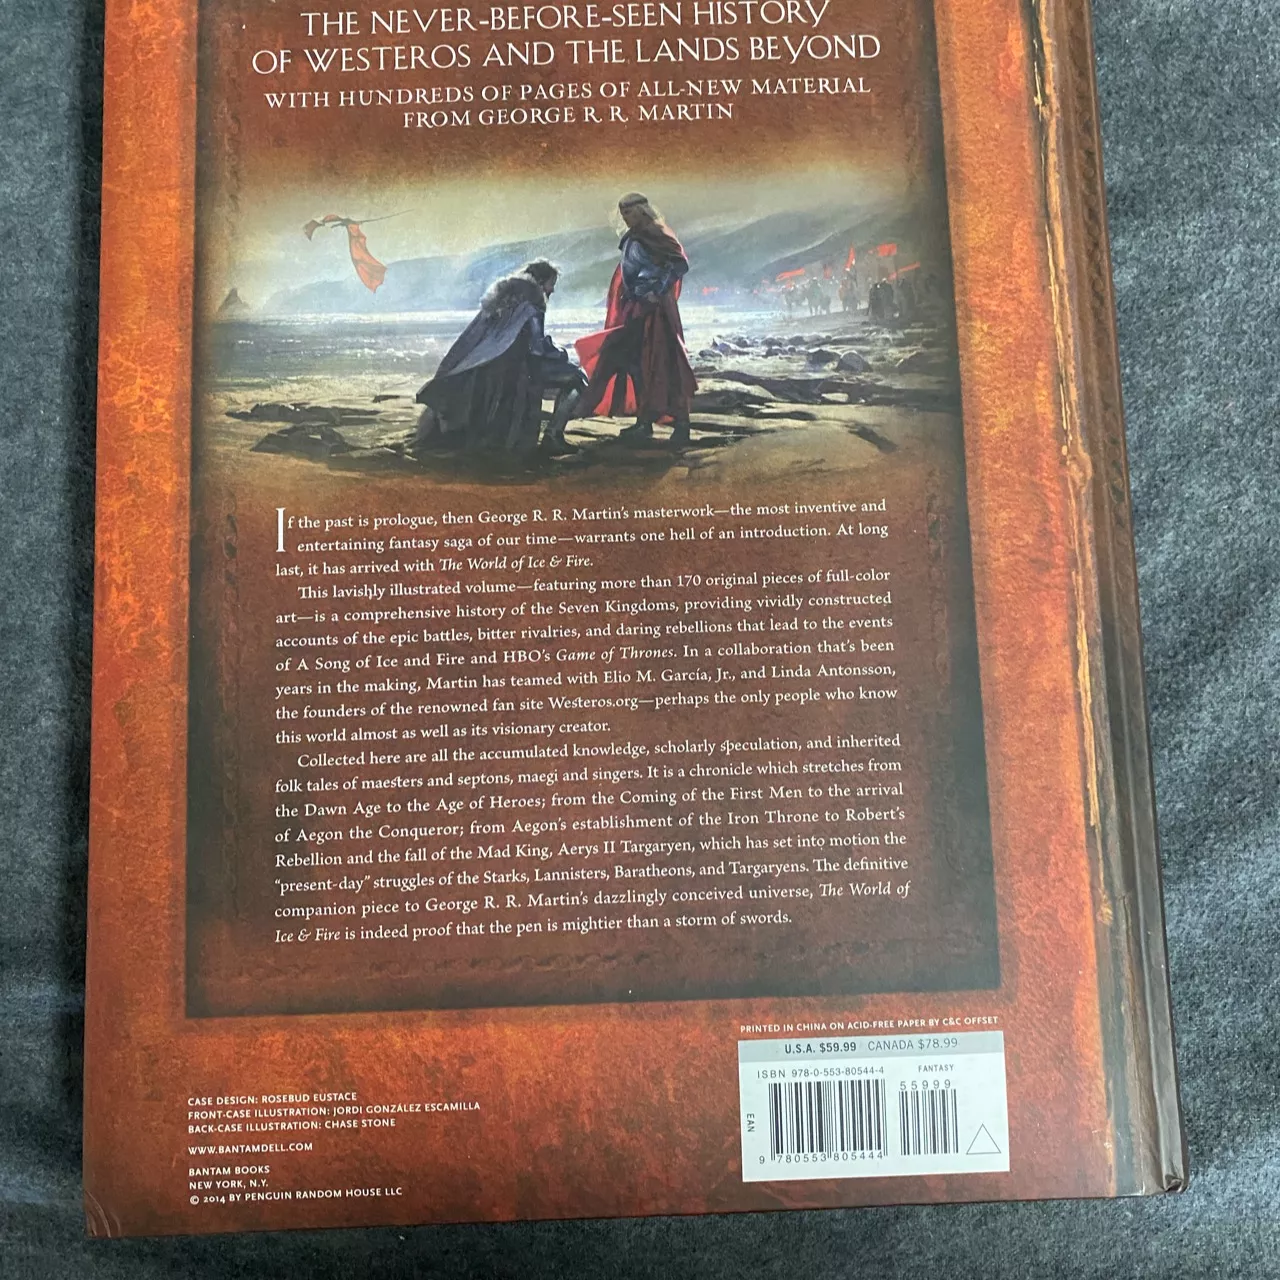 THE NEVER-BEFORE-SEEN HISTORY
OF WESTEROS AND THE LANDS BEYOND
WITH HUNDREDS OF PAGES OF ALL-NEW MATERIAL
FROM GEORGE R. R. MARTIN
If the past is prologue, then George R. R. Martin's masterwork—the most inventive and
entertaining fantasy saga of our time—warrants one hell of an introduction. At long
last, it has arrived with The World of Ice & Fire.
This lavishly illustrated volume—featuring more than 170 original pieces of full-color
art—is a comprehensive history of the Seven Kingdoms, providing vividly constructed
accounts of the epic battles, bitter rivalries, and daring rebellions that lead to the events
of A Song of Ice and Fire and HBO's Game of Thrones. In a collaboration that's been
years in the making, Martin has teamed with Elio M. García, Jr., and Linda Antonsson,
the founders of the renowned fan site Westeros.org—perhaps the only people who know
this world almost as well as its visionary creator.
Collected here are all the accumulated knowledge, scholarly speculation, and inherited
folk tales of maesters and septons, maegi and singers. It is a chronicle which stretches from
the Dawn Age to the Age of Heroes; from the Coming of the First Men to the arrival
of Aegon the Conqueror; from Aegon's establishment of the Iron Throne to Robert's
Rebellion and the fall of the Mad King, Aerys II Targaryen, which has set into motion the
"present-day" struggles of the Starks, Lannisters, Baratheons, and Targaryens. The definitive
companion piece to George R. R. Martin's dazzlingly conceived universe, The World of
Ice & Fire is indeed proof that the pen is mightier than a storm of swords.
PRINTED IN CHINA ON ACID-FREE PAPER BY C&C OFFSET
U.S.A. $59.99 CANADA $78.99
ISBN 978-0-553-80544-4 FANTASY
55999
EAN
9 780553 805444
CASE DESIGN: ROSEBUD EUSTACE
FRONT-CASE ILLUSTRATION: JORDI GONZÁLEZ ESCAMILLA
BACK-CASE ILLUSTRATION: CHASE STONE
WWW.BANTAMDELL.COM
BANTAM BOOKS
NEW YORK, N.Y.
© 2014 BY PENGUIN RANDOM HOUSE LLC